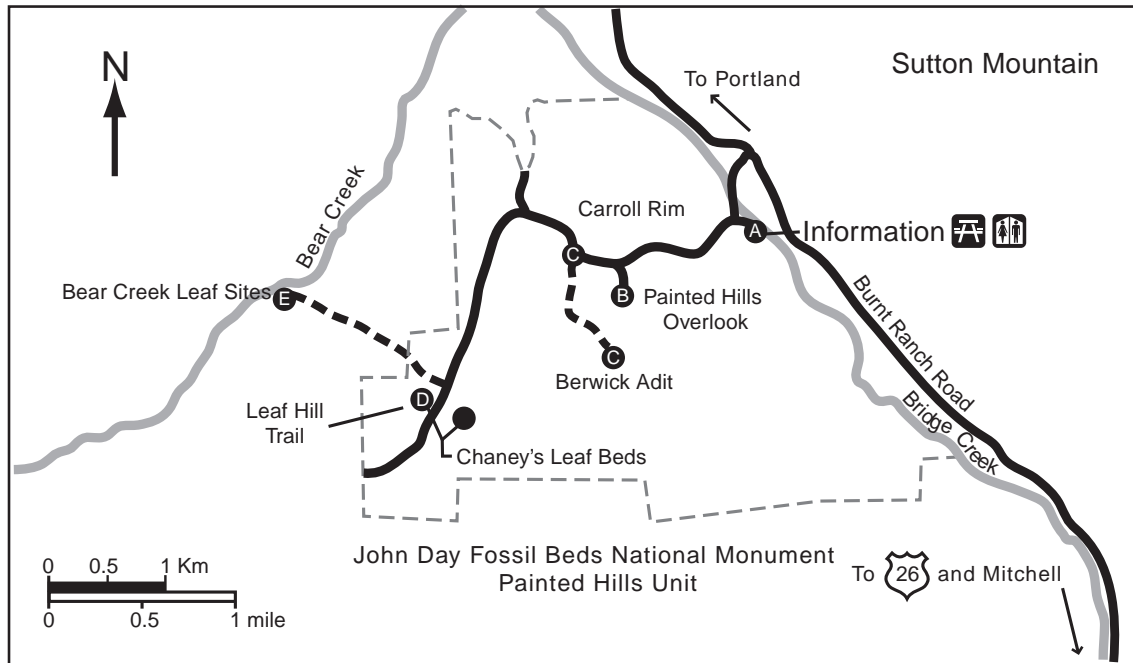 N
To Portland
Sutton Mountain
Bear Creek
Carroll Rim
A
Information
Bear Creek Leaf Sites
E
C
B
Painted Hills
Overlook
Burnt Ranch Road
C
Berwick Adit
Leaf Hill
Trail
D
Bridge Creek
Chaney's Leaf Beds
John Day Fossil Beds National Monument
Painted Hills Unit
To 26 and Mitchell
0 0.5 1 Km
0 0.5 1 mile